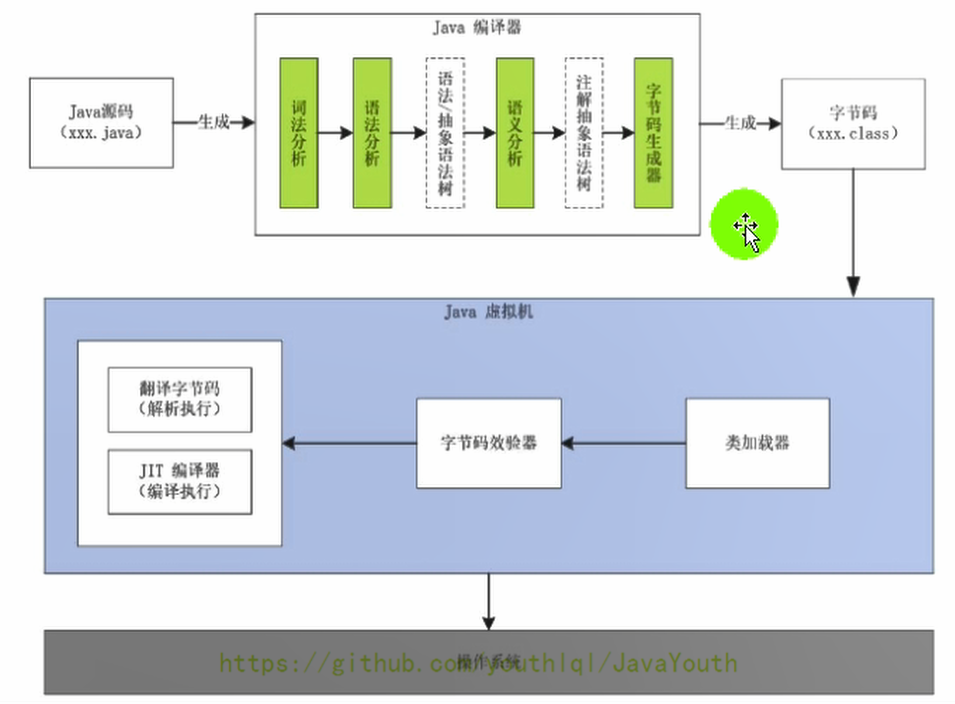 Java 编译器
Java源码
（xxx.java）
生成
词法分析
语法分析
语法/抽象语法树
语义分析
注解抽象语法树
字节码生成器
生成
字节码
（xxx.class）
Java 虚拟机
翻译字节码
（解析执行）
JIT 编译器
（编译执行）
字节码效验器
类加载器
操作系统
https://github.com/youthlql/JavaYouth